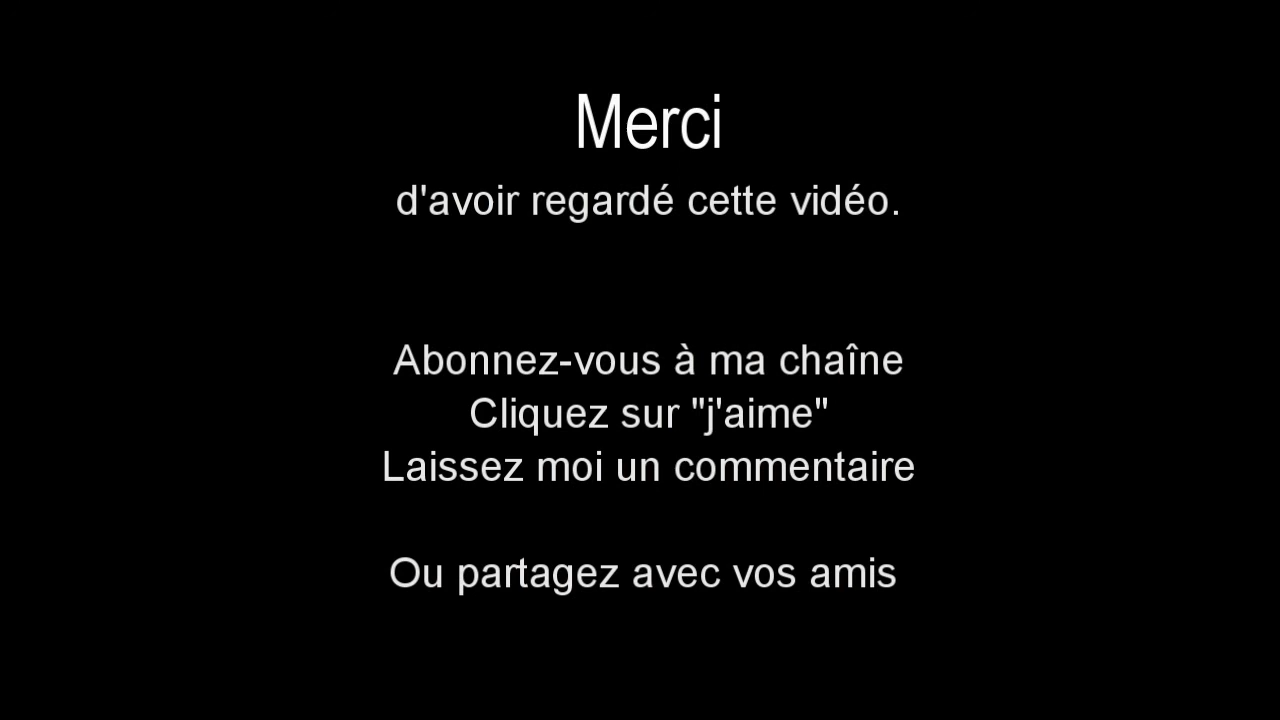 Merci
d'avoir regardé cette vidéo.
Abonnez-vous à ma chaîne
Cliquez sur "j'aime"
Laissez moi un commentaire
Ou partagez avec vos amis